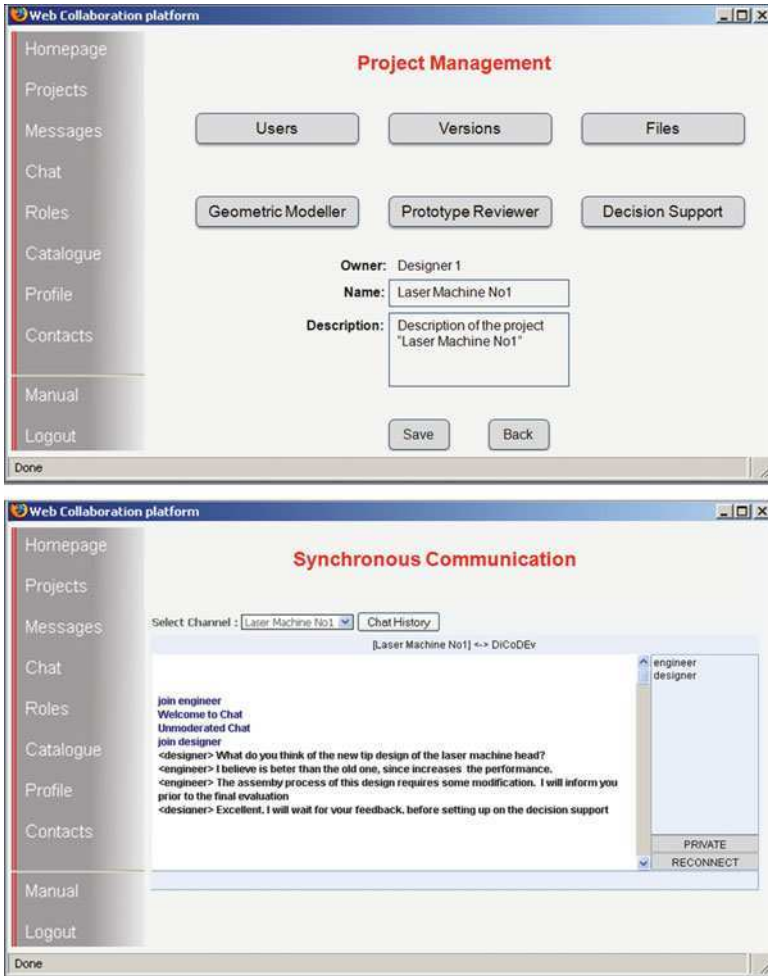 Web Collaboration platform
Homepage
Projects
Messages
Chat
Roles
Catalogue
Profile
Contacts
Manual
Logout
Project Management
Users Versions Files
Geometric Modeller Prototype Reviewer Decision Support
Owner: Designer 1
Name: Laser Machine No1
Description: Description of the project
"Laser Machine No1"
Save Back
Done
Web Collaboration platform
Homepage
Projects
Messages
Chat
Roles
Catalogue
Profile
Contacts
Manual
Logout
Synchronous Communication
Select Channel : Laser Machine No1 Chat History
[Laser Machine No1] <-> DiCoDEv
engineer
designer
join engineer
Welcome to Chat
Unmoderated Chat
join designer
<designer> What do you think of the new tip design of the laser machine head?
<engineer> I believe is beter than the old one, since increases the performance.
<engineer> The assemby process of this design requires some modification. I will inform you
prior to the final evaluation
<designer> Excellent. I will wait for your feedback. before setting up on the decision support
PRIVATE
RECONNECT
Done